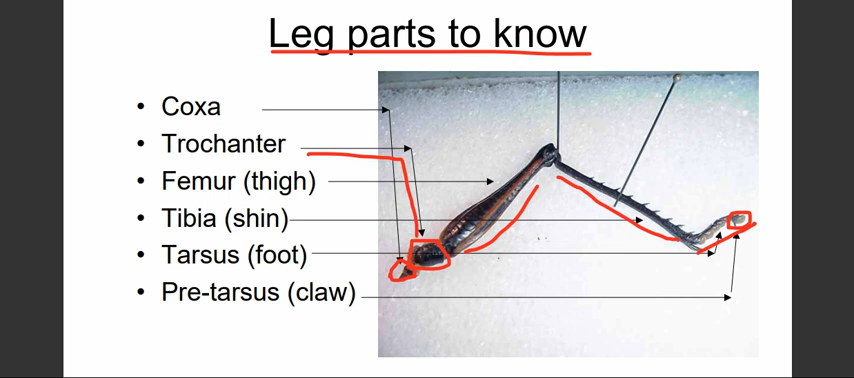 Leg parts to know
• Coxa
• Trochanter
• Femur (thigh)
• Tibia (shin)
• Tarsus (foot)
• Pre-tarsus (claw)